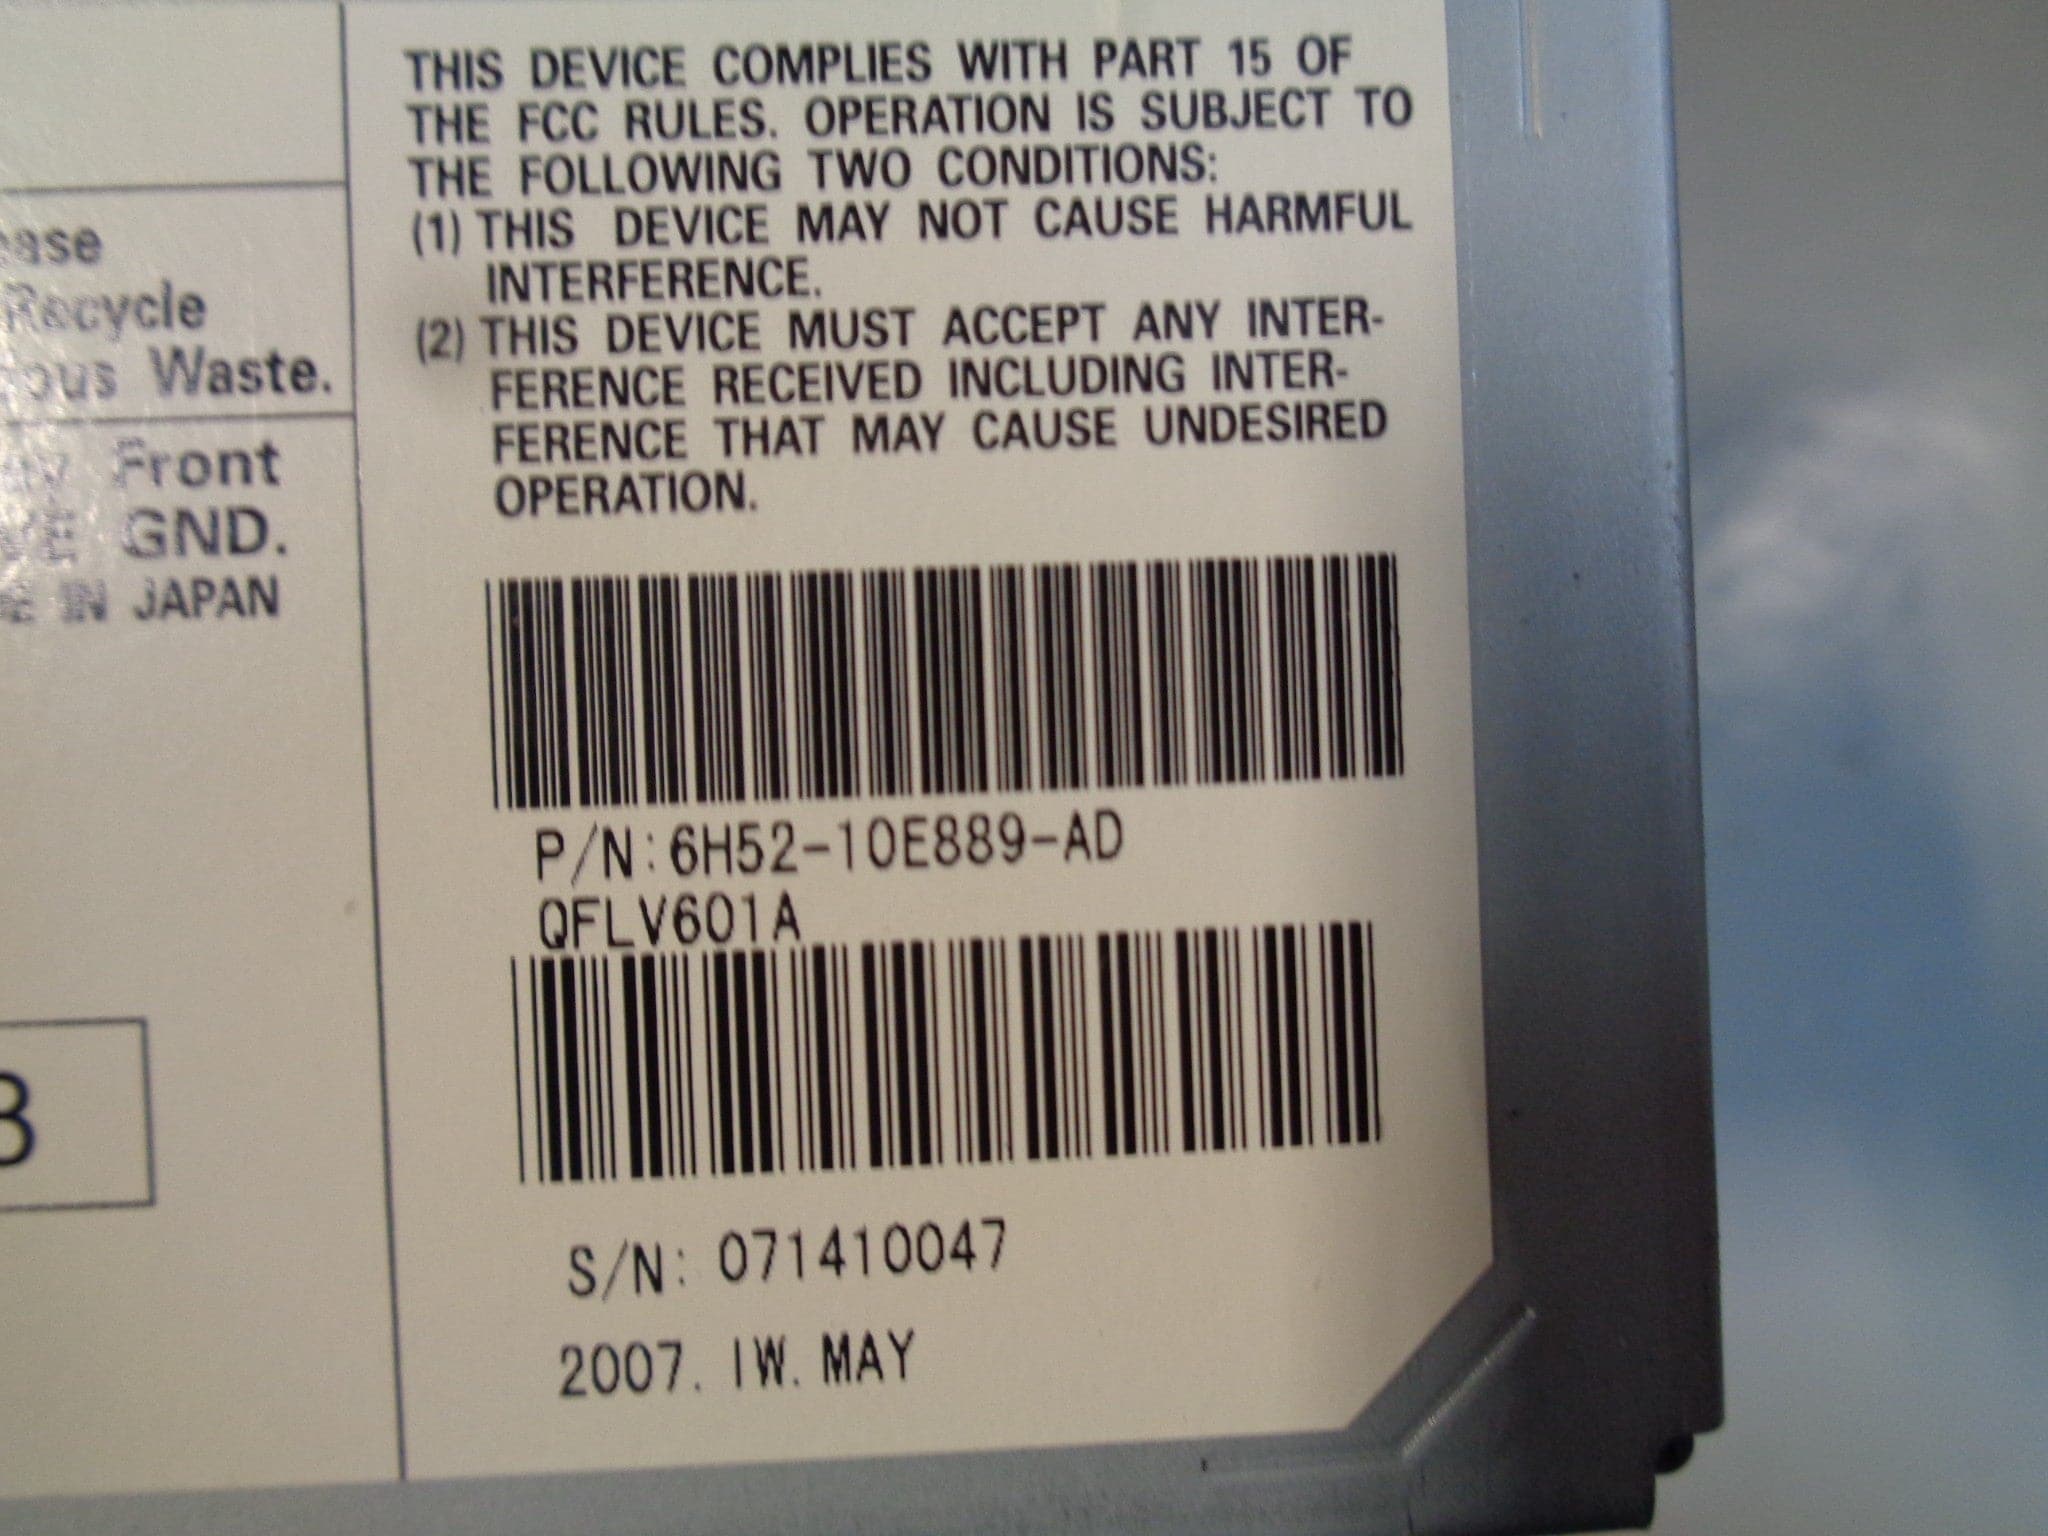 Recycle
Waste.
Front
GND.
IN JAPAN
THIS DEVICE COMPLIES WITH PART 15 OF
THE FCC RULES. OPERATION IS SUBJECT TO
THE FOLLOWING TWO CONDITIONS:
(1) THIS DEVICE MAY NOT CAUSE HARMFUL
INTERFERENCE.
(2) THIS DEVICE MUST ACCEPT ANY INTER-
FERENCE RECEIVED INCLUDING INTER-
FERENCE THAT MAY CAUSE UNDESIRED
OPERATION.
P/N:6H52-10E889-AD
QFLV601A
S/N: 071410047
2007. 1W. MAY